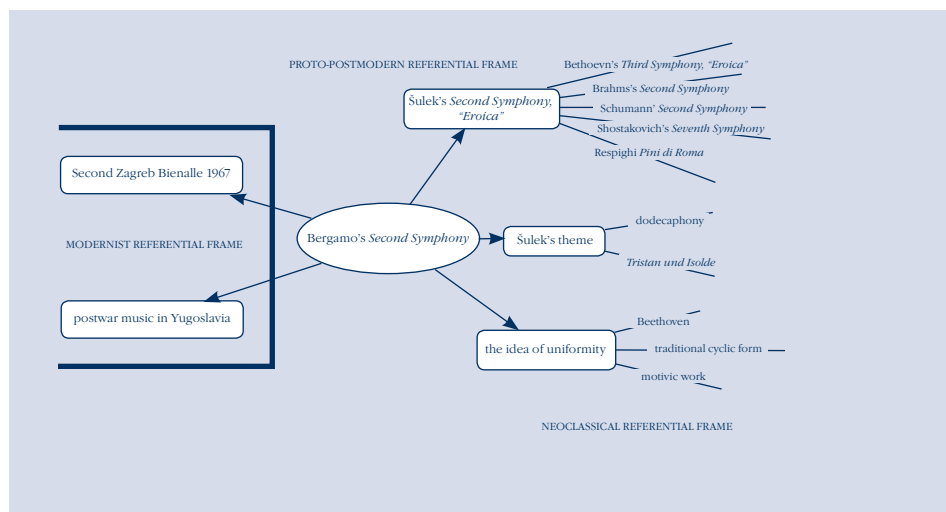 PROTO-POSTMODERN REFERENTIAL FRAME
Bethoevn's Third Symphony, "Eroica"
Brahms's Second Symphony
Šulek's Second Symphony,
"Eroica"
Schumann' Second Symphony
Shostakovich's Seventh Symphony
Respighi Pini di Roma
Second Zagreb Bienalle 1967
MODERNIST REFERENTIAL FRAME
postwar music in Yugoslavia
Bergamo's Second Symphony
Šulek's theme
dodecaphony
Tristan und Isolde
the idea of uniformity
Beethoven
traditional cyclic form
motivic work
NEOCLASSICAL REFERENTIAL FRAME